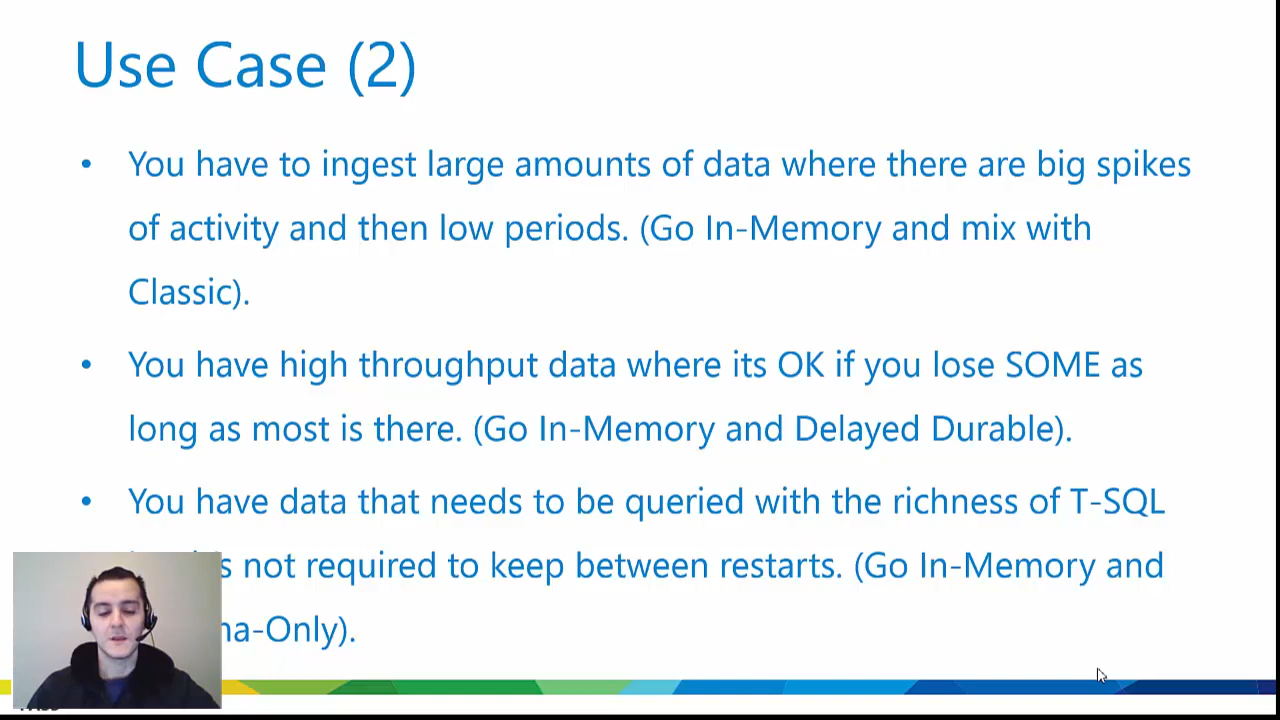 Use Case (2)
• You have to ingest large amounts of data where there are big spikes
of activity and then low periods. (Go In-Memory and mix with
Classic).
• You have high throughput data where its OK if you lose SOME as
long as most is there. (Go In-Memory and Delayed Durable).
• You have data that needs to be queried with the richness of T-SQL
not required to keep between restarts. (Go In-Memory and
na-Only).